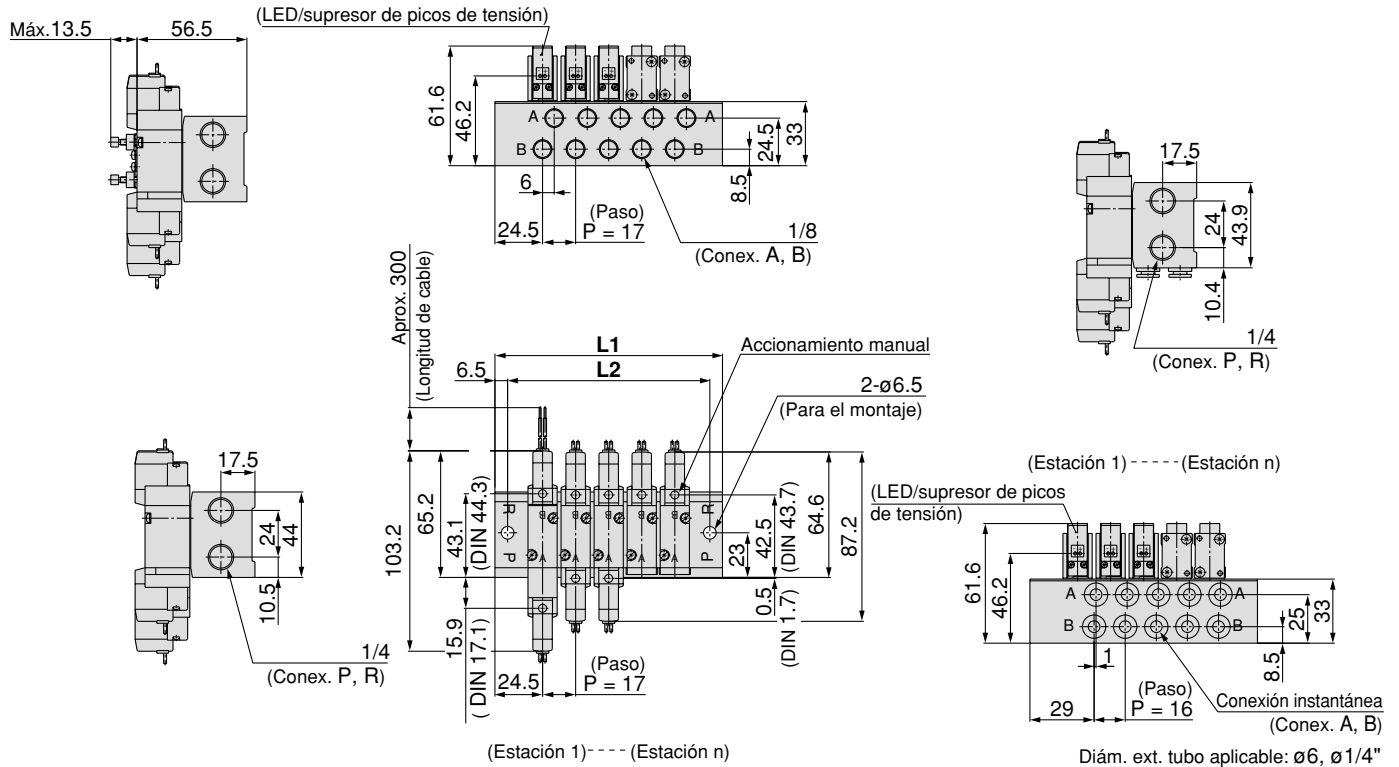 (LED/supresor de picos de tensión)
Máx.13.5
56.5
61.6
46.2
A
A
B
B
24.5
33
8.5
6
24.5
(Paso)
P = 17
1/8
(Conex. A, B)
17.5
24
43.9
10.4
1/4
(Conex. P, R)
Aprox. 300
(Longitud de cable)
L1
L2
6.5
Accionamiento manual
2-ø6.5
(Para el montaje)
17.5
24
44
10.5
1/4
(Conex. P, R)
103.2
65.2
43.1
(DIN 44.3)
15.9
( DIN 17.1)
R
P
R
P
B
B
B
B
B
A
A
A
A
A
23
42.5
(DIN 43.7)
64.6
87.2
0.5
(DIN 1.7)
24.5
(Paso)
P = 17
(Estación 1)---- (Estación n)
(Estación 1) ----- (Estación n)
(LED/supresor de picos
de tensión)
61.6
46.2
A
A
B
B
25
33
8.5
1
29
(Paso)
P = 16
Conexión instantánea
(Conex. A, B)
Diám. ext. tubo aplicable: ø6, ø1/4"